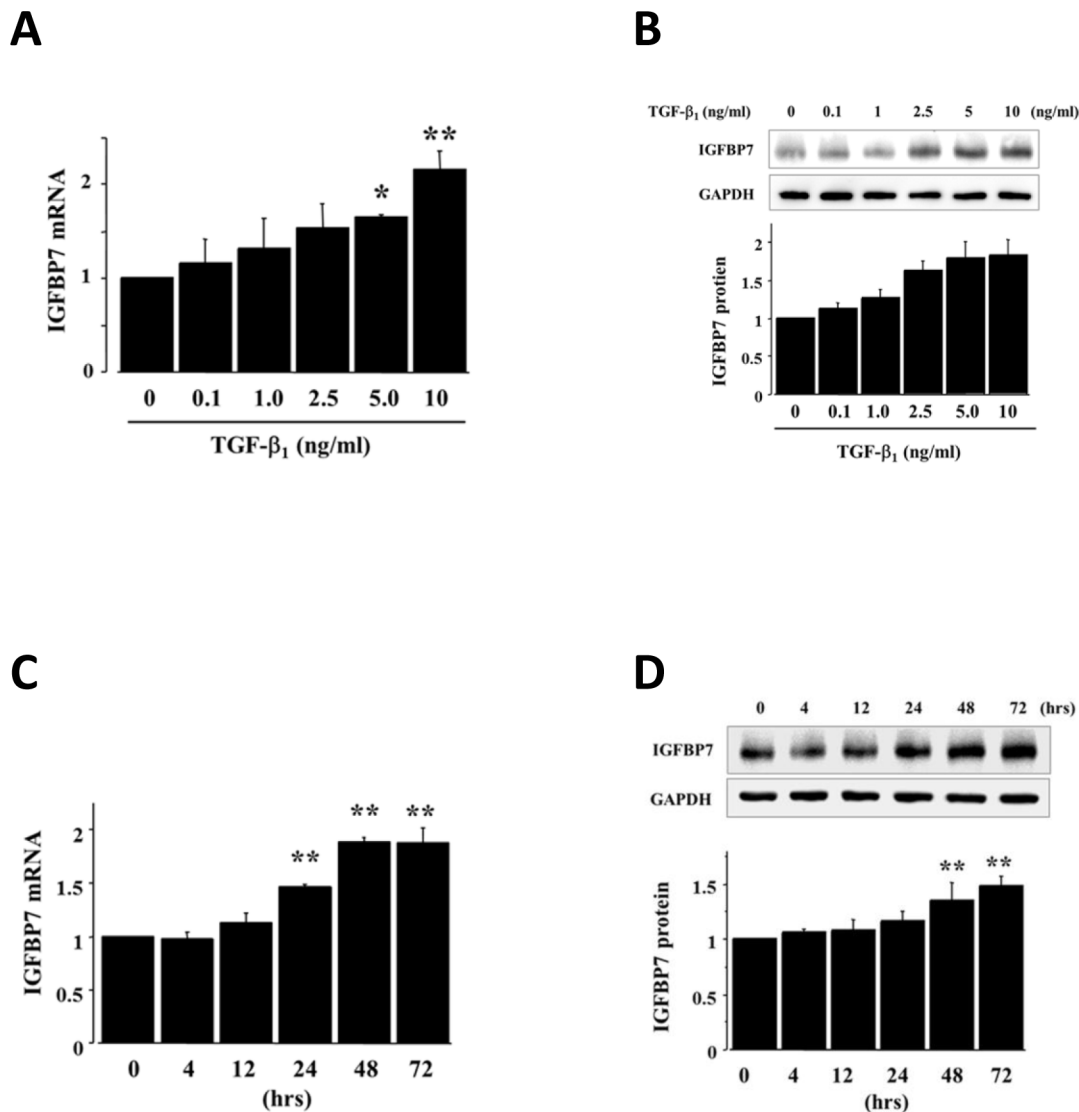 A
IGFBP7 mRNA
2
1
0
*
**
0 0.1 1.0 2.5 5.0 10
TGF-β₁ (ng/ml)
B
TGF-β₁ (ng/ml) 0 0.1 1 2.5 5 10 (ng/ml)
IGFBP7
GAPDH
IGFBP7 protien
2
1.5
1
0.5
0
0 0.1 1.0 2.5 5.0 10
TGF-β₁ (ng/ml)
C
IGFBP7 mRNA
2
1.5
1
0.5
0
** ** **
0 4 12 24 48 72
(hrs)
D
0 4 12 24 48 72 (hrs)
IGFBP7
GAPDH
IGFBP7 protein
1.5
1
0.5
0
** **
0 4 12 24 48 72
(hrs)